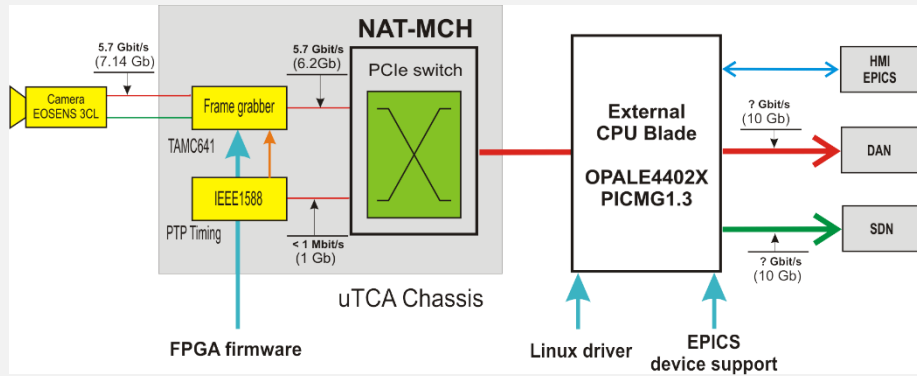 NAT-MCH
5.7 Gbit/s
(7.14 Gb)
5.7 Gbit/s
(6.2Gb)
PCIe switch
Camera
EOSENS 3CL
Frame grabber
TAMC641
IEEE1588
PTP Timing
< 1 Mbit/s
(1 Gb)
uTCA Chassis
External
CPU Blade
OPALE4402X
PICMG1.3
HMI
EPICS
? Gbit/s
(10 Gb)
DAN
SDN
? Gbit/s
(10 Gb)
FPGA firmware
Linux driver
EPICS
device support